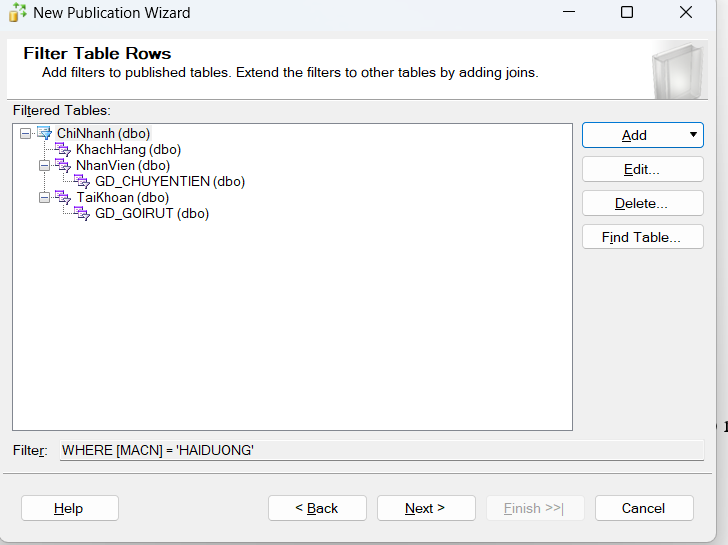 New Publication Wizard
Filter Table Rows
Add filters to published tables. Extend the filters to other tables by adding joins.
Filtered Tables:
ChiNhanh (dbo)
KhachHang (dbo)
NhanVien (dbo)
GD_CHUYENTIEN (dbo)
TaiKhoan (dbo)
GD_GOIRUT (dbo)
Add
Edit...
Delete...
Find Table...
Filter: WHERE [MACN] = 'HAIDUONG'
Help
< Back
Next >
Finish >>|
Cancel